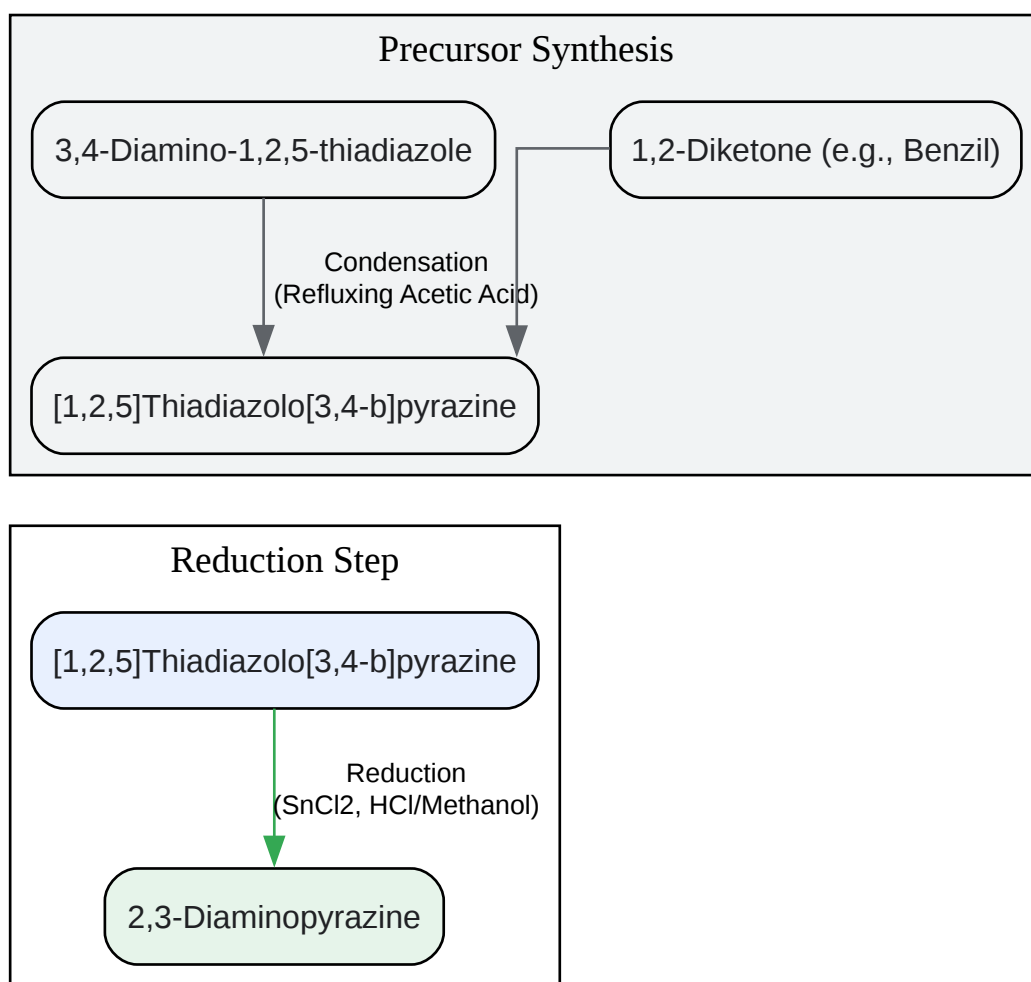 Precursor Synthesis
3,4-Diamino-1,2,5-thiadiazole
1,2-Diketone (e.g., Benzil)
Condensation
(Refluxing Acetic Acid)
[1,2,5]Thiadiazolo[3,4-b]pyrazine
Reduction Step
[1,2,5]Thiadiazolo[3,4-b]pyrazine
Reduction
(SnCl2, HCl/Methanol)
2,3-Diaminopyrazine